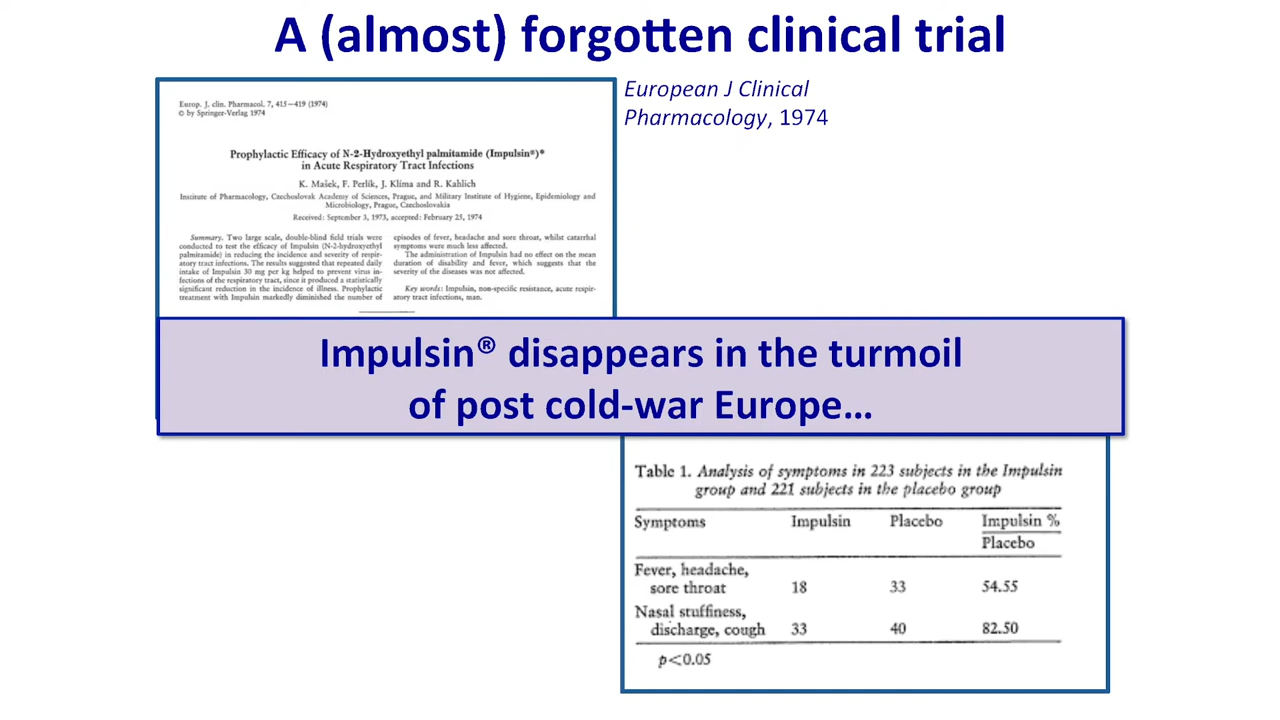 A (almost) forgotten clinical trial
Europ. J. clin. Pharmacol. 7, 415—419 (1974)
© by Springer-Verlag 1974
Prophylactic Efficacy of N-2-Hydroxyethyl palmitamide (Impulsin®)*
in Acute Respiratory Tract Infections
K. Mašek, F. Perlík, J. Klíma and R. Kahlich
Institute of Pharmacology, Czechoslovak Academy of Sciences, Prague, and Military Institute of Hygiene, Epidemiology and
Microbiology, Prague, Czechoslovakia
Received: September 3, 1973, accepted: February 25, 1974
Summary. Two large scale, double-blind field trials were
conducted to test the efficacy of Impulsin (N-2-hydroxyethyl
palmitamide) in reducing the incidence and severity of respir-
atory tract infections. The results suggested that repeated daily
intake of Impulsin 30 mg per kg helped to prevent virus in-
fections of the respiratory tract, since it produced a statistically
significant reduction in the incidence of illness. Prophylactic
treatment with Impulsin markedly diminished the number of
episodes of fever, headache and sore throat, whilst catarrhal
symptoms were much less affected.
The administration of Impulsin had no effect on the mean
duration of disability and fever, which suggests that the
severity of the diseases was not affected.
Key words: Impulsin, non-specific resistance, acute respir-
atory tract infections, man.
European J Clinical
Pharmacology, 1974
Impulsin® disappears in the turmoil
of post cold-war Europe…
Table 1. Analysis of symptoms in 223 subjects in the Impulsin
group and 221 subjects in the placebo group
Symptoms Impulsin Placebo Impulsin %
Placebo
Fever, headache,
sore throat 18 33 54.55
Nasal stuffiness,
discharge, cough 33 40 82.50
p<0.05